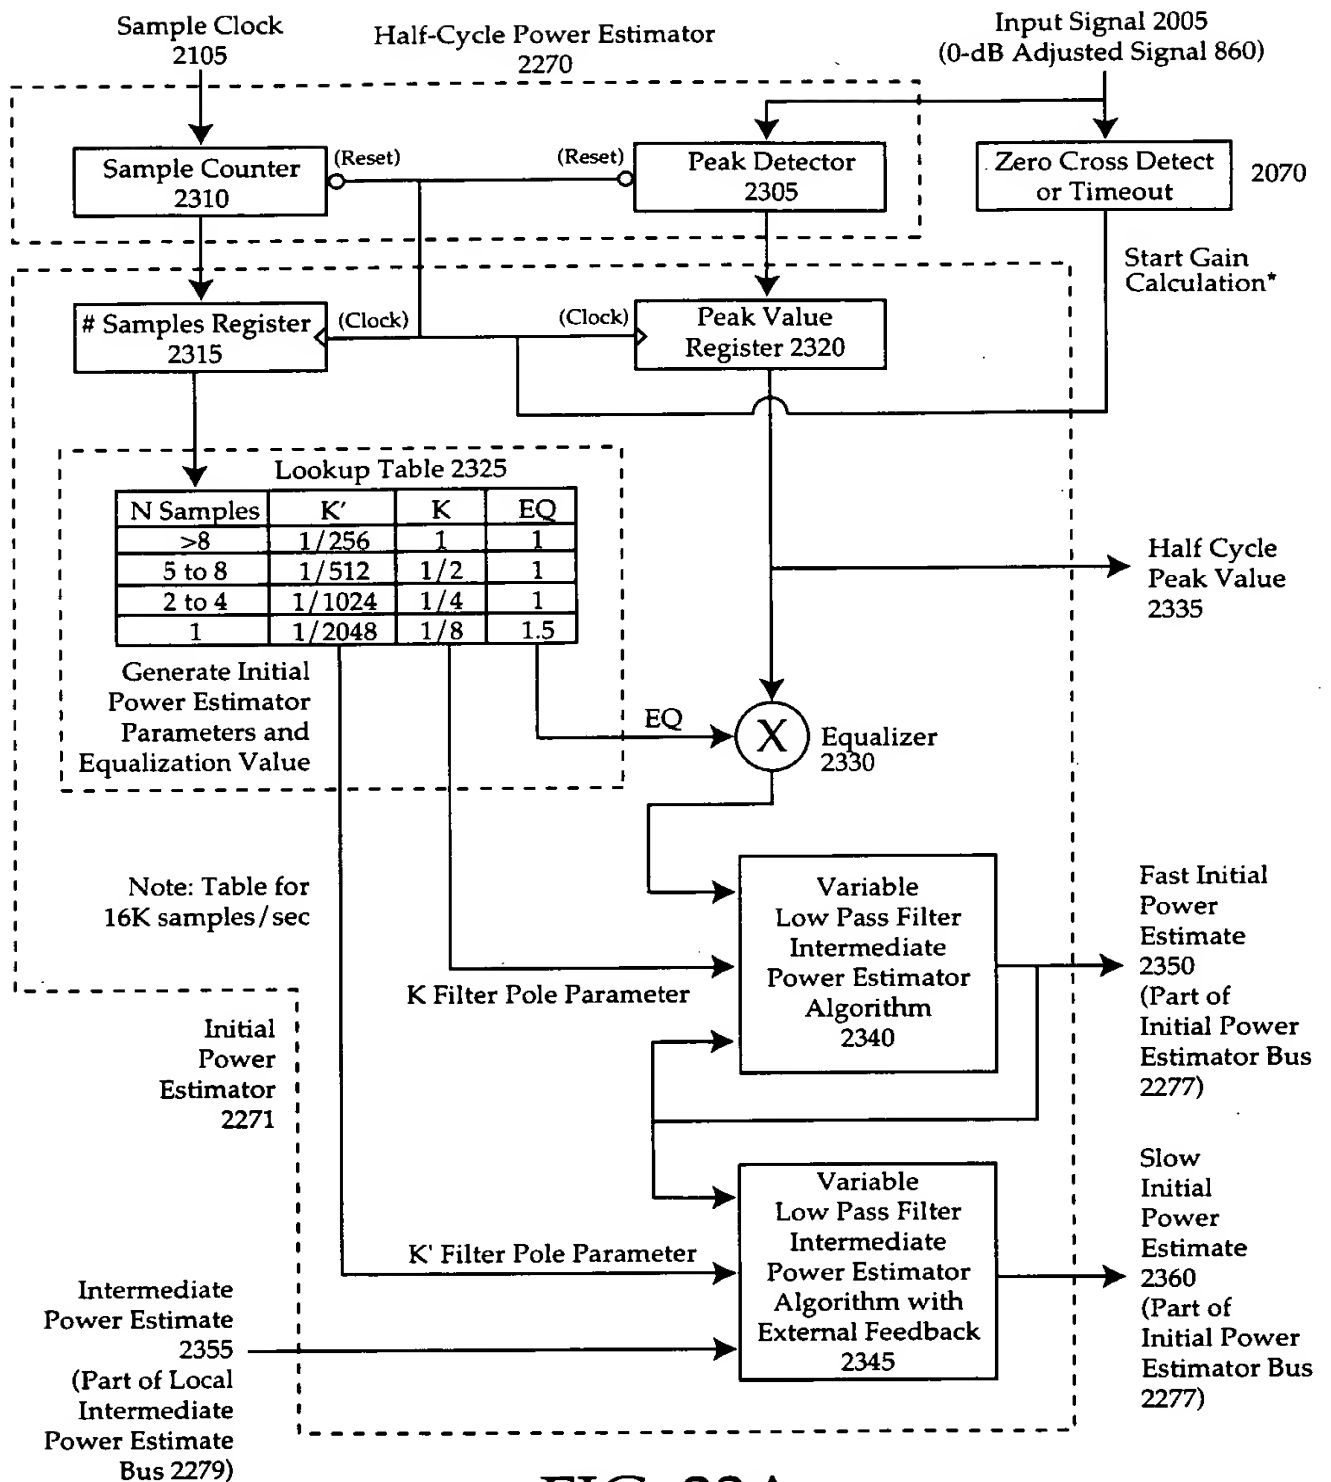 Sample Clock
2105
Half-Cycle Power Estimator
2270
Input Signal 2005
(0-dB Adjusted Signal 860)
Sample Counter
2310
(Reset)
(Reset)
Peak Detector
2305
Zero Cross Detect
or Timeout
2070
Start Gain
Calculation*
# Samples Register
2315
(Clock)
(Clock)
Peak Value
Register 2320
Lookup Table 2325
N Samples K′ K EQ
>8 1/256 1 1
5 to 8 1/512 1/2 1
2 to 4 1/1024 1/4 1
1 1/2048 1/8 1.5
Generate Initial
Power Estimator
Parameters and
Equalization Value
Half Cycle
Peak Value
2335
EQ
X
Equalizer
2330
Note: Table for
16K samples/sec
Variable
Low Pass Filter
Intermediate
Power Estimator
Algorithm
2340
K Filter Pole Parameter
Fast Initial
Power
Estimate
2350
(Part of
Initial Power
Estimator Bus
2277)
Initial
Power
Estimator
2271
Variable
Low Pass Filter
Intermediate
Power Estimator
Algorithm with
External Feedback
2345
K' Filter Pole Parameter
Slow
Initial
Power
Estimate
2360
(Part of
Initial Power
Estimator Bus
2277)
Intermediate
Power Estimate
2355
(Part of Local
Intermediate
Power Estimate
Bus 2279)